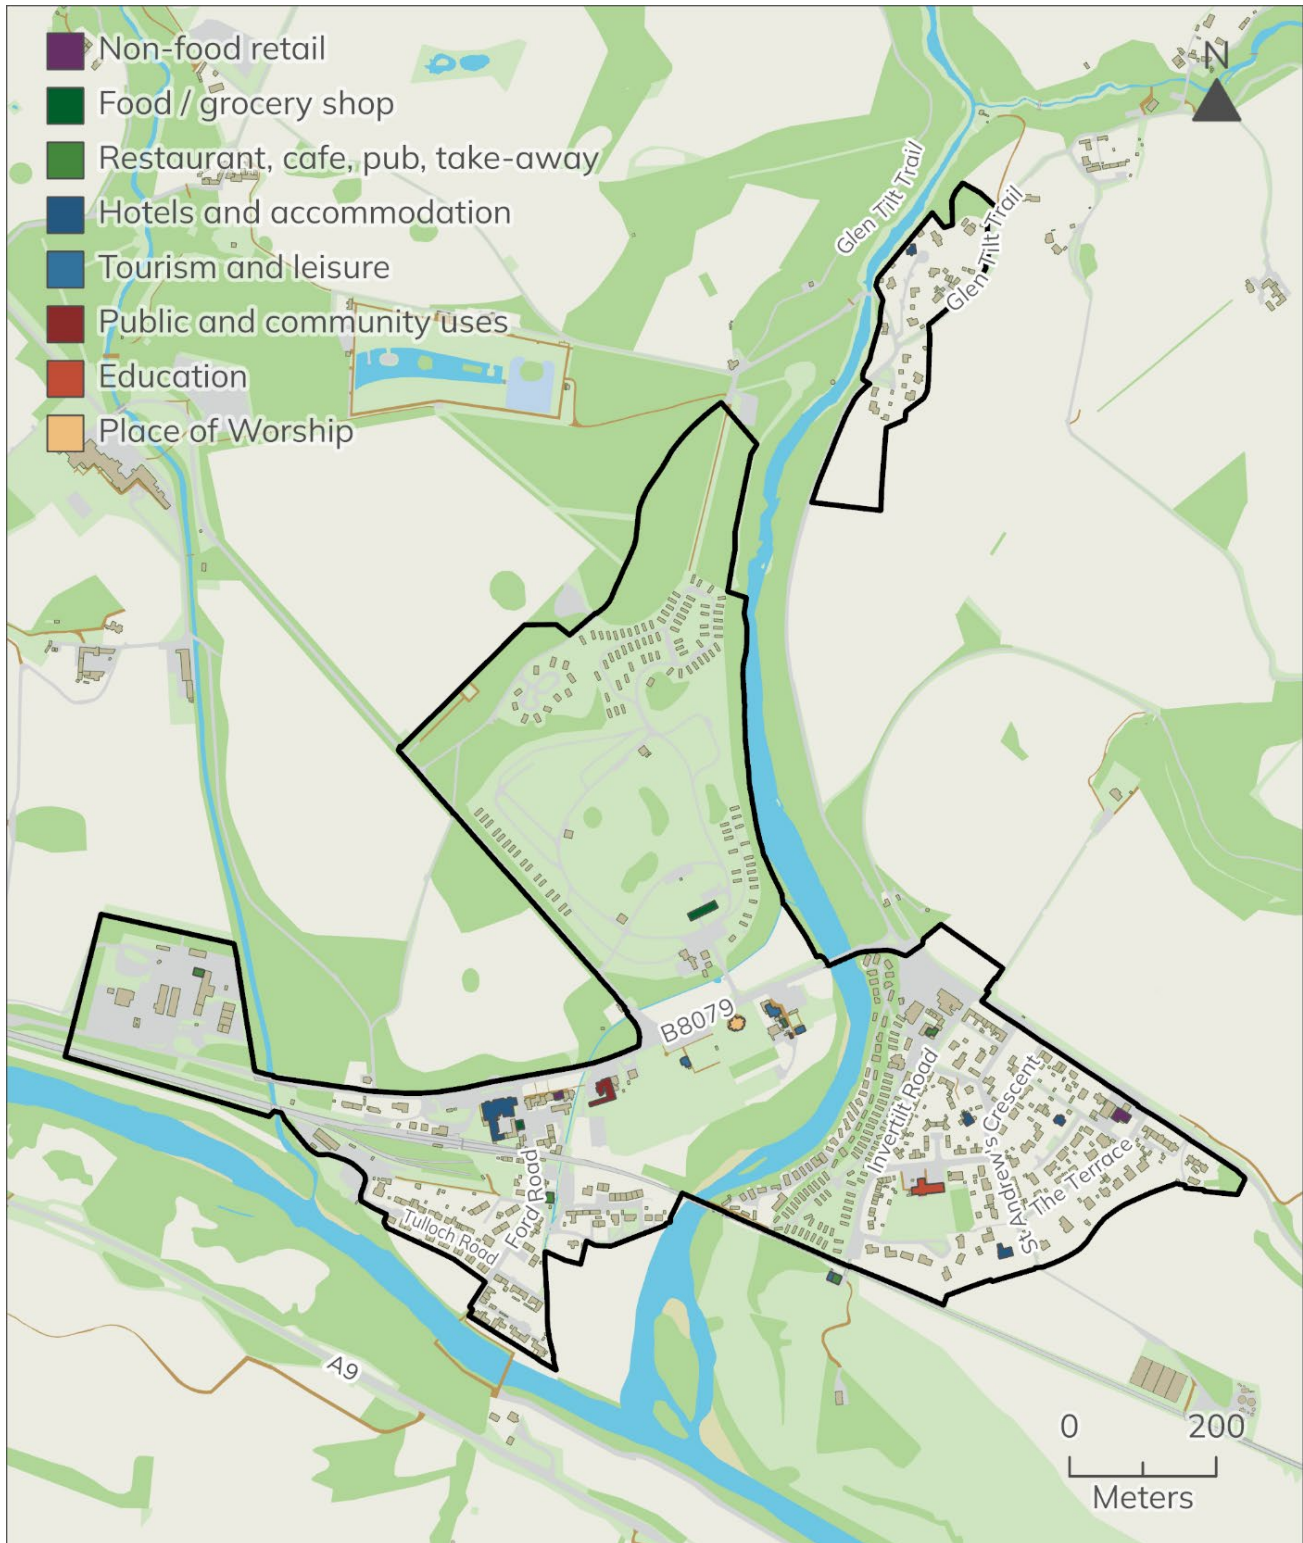 Non-food retail
Food / grocery shop
Restaurant, cafe, pub, take-away
Hotels and accommodation
Tourism and leisure
Public and community uses
Education
Place of Worship
N
Glen Tilt Trail
Glen Tilt Trail
B8079
Invertilt Road
St Andrew's Crescent
The Terrace
Ford Road
Tulloch Road
A9
0 200
Meters